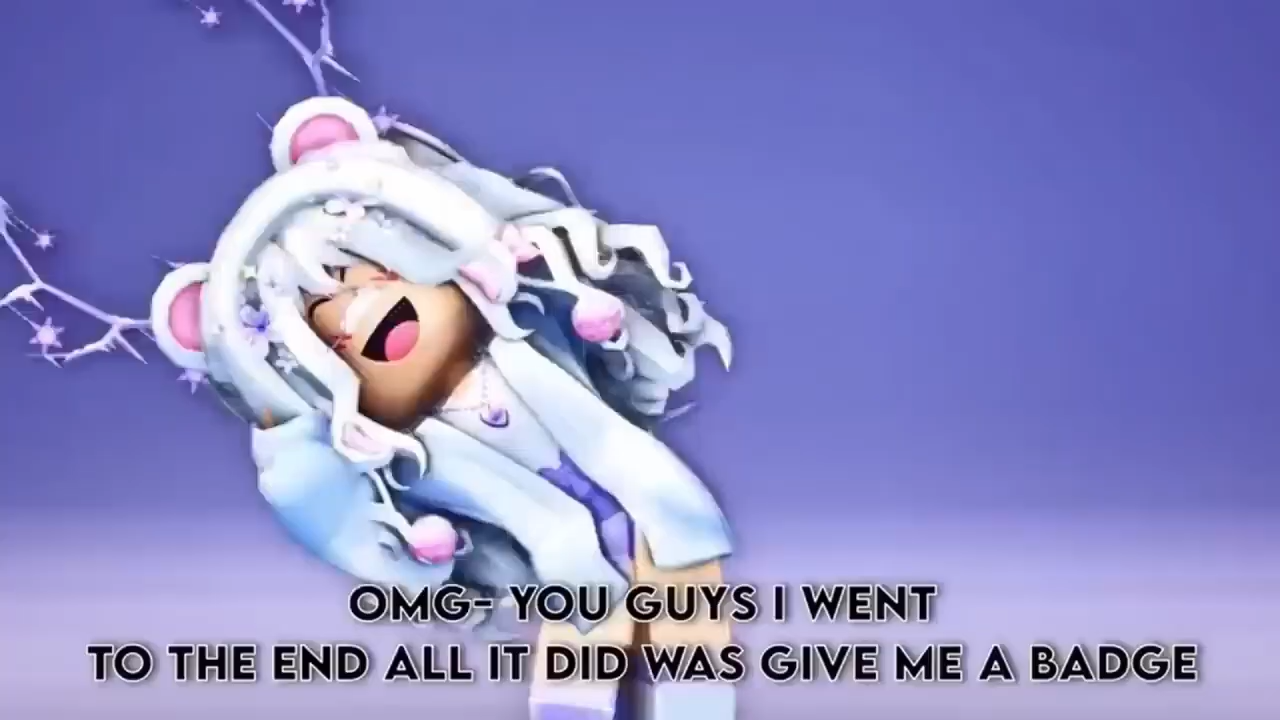 OMG- YOU GUYS I WENT
TO THE END ALL IT DID WAS GIVE ME A BADGE